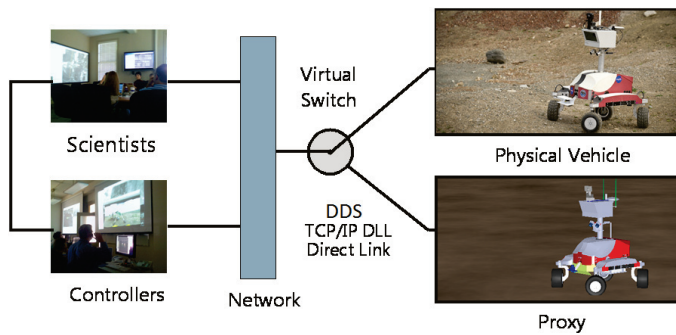 Scientists
Controllers
Network
Virtual
Switch
DDS
TCP/IP DLL
Direct Link
Physical Vehicle
Proxy